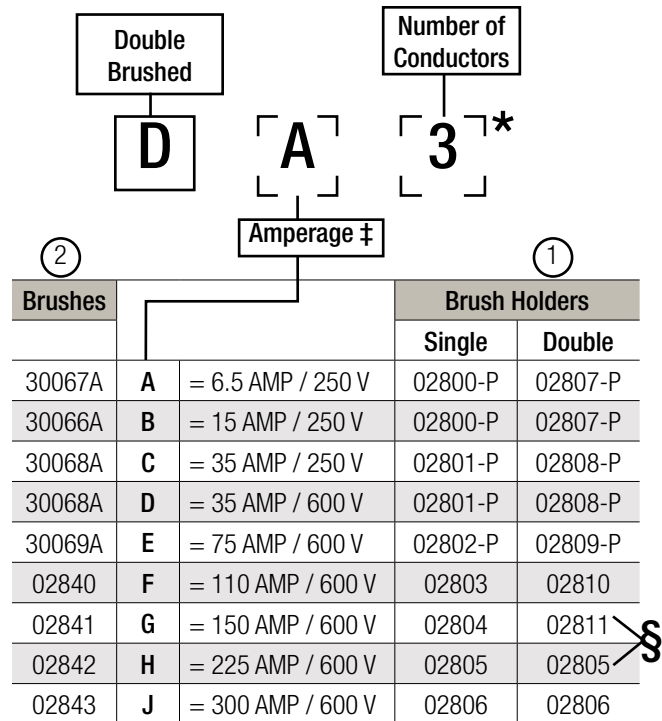 Double
Brushed
Number of
Conductors
D A 3*
Amperage ‡
2 1
Brushes Brush Holders
Single Double
30067A A = 6.5 AMP / 250 V 02800-P 02807-P
30066A B = 15 AMP / 250 V 02800-P 02807-P
30068A C = 35 AMP / 250 V 02801-P 02808-P
30068A D = 35 AMP / 600 V 02801-P 02808-P
30069A E = 75 AMP / 600 V 02802-P 02809-P
02840 F = 110 AMP / 600 V 02803 02810
02841 G = 150 AMP / 600 V 02804 02811 §
02842 H = 225 AMP / 600 V 02805 02805
02843 J = 300 AMP / 600 V 02806 02806